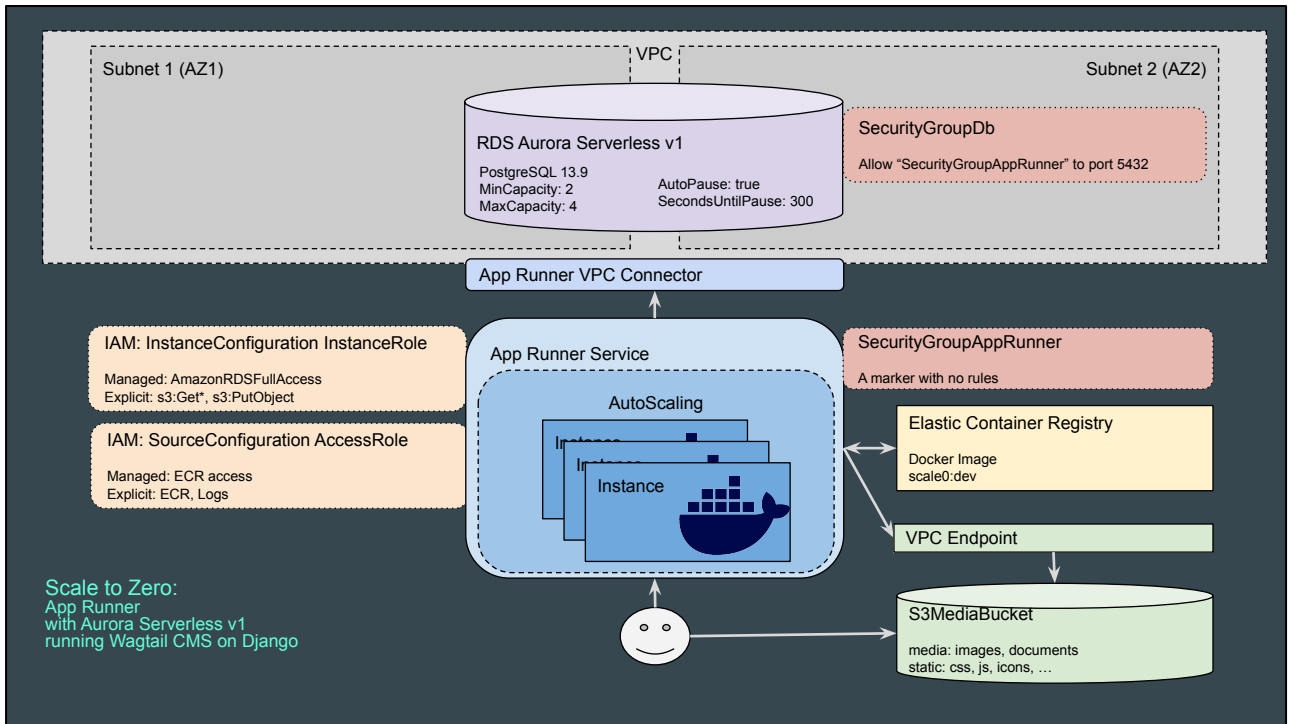 VPC
Subnet 1 (AZ1)
Subnet 2 (AZ2)
RDS Aurora Serverless v1
PostgreSQL 13.9
MinCapacity: 2
MaxCapacity: 4
AutoPause: true
SecondsUntilPause: 300
SecurityGroupDb
Allow “SecurityGroupAppRunner” to port 5432
App Runner VPC Connector
IAM: InstanceConfiguration InstanceRole
Managed: AmazonRDSFullAccess
Explicit: s3:Get*, s3:PutObject
IAM: SourceConfiguration AccessRole
Managed: ECR access
Explicit: ECR, Logs
App Runner Service
AutoScaling
Instance
Instance
Instance
SecurityGroupAppRunner
A marker with no rules
Elastic Container Registry
Docker Image
scale0:dev
VPC Endpoint
S3MediaBucket
media: images, documents
static: css, js, icons, …
Scale to Zero:
App Runner
with Aurora Serverless v1
running Wagtail CMS on Django